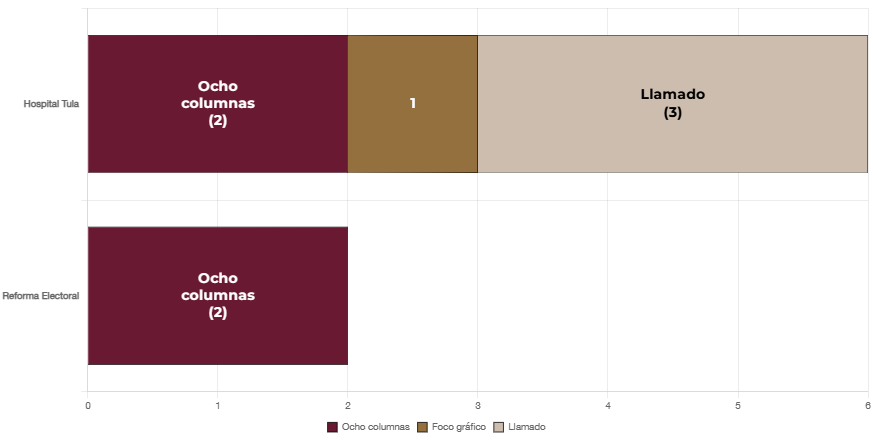 Hospital Tula
Ocho
columnas
(2)
1
Llamado
(3)
Reforma Electoral
Ocho
columnas
(2)
0 1 2 3 4 5 6
Ocho columnas Foco gráfico Llamado